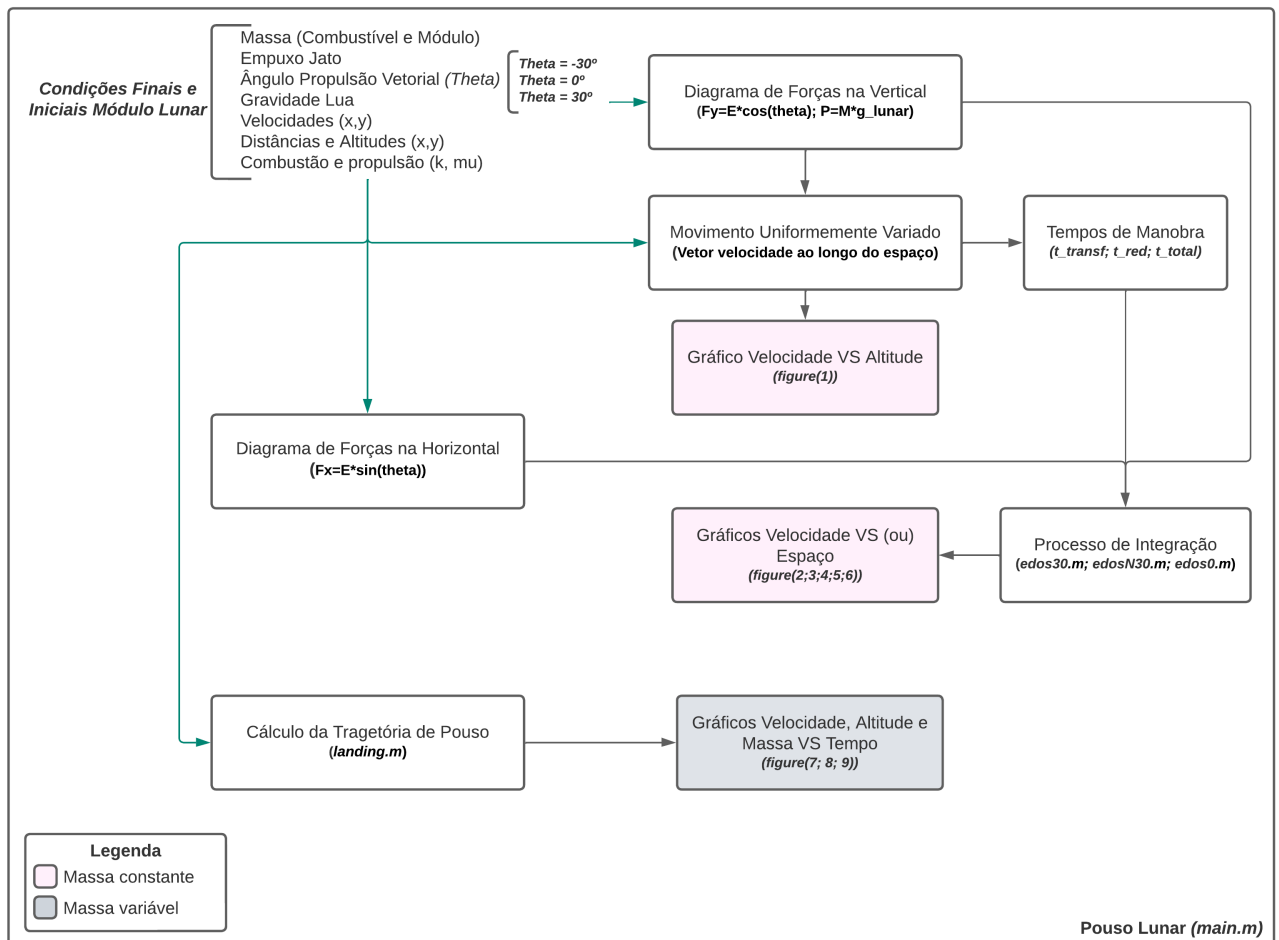 Condições Finais e
Iniciais Módulo Lunar
Massa (Combustível e Módulo)
Empuxo Jato
Ângulo Propulsão Vetorial (Theta)
Gravidade Lua
Velocidades (x,y)
Distâncias e Altitudes (x,y)
Combustão e propulsão (k, mu)
Theta = -30º
Theta = 0º
Theta = 30º
Diagrama de Forças na Vertical
(Fy=E*cos(theta); P=M*g_lunar)
Movimento Uniformemente Variado
(Vetor velocidade ao longo do espaço)
Tempos de Manobra
(t_transf; t_red; t_total)
Gráfico Velocidade VS Altitude
(figure(1))
Diagrama de Forças na Horizontal
(Fx=E*sin(theta))
Gráficos Velocidade VS (ou)
Espaço
(figure(2;3;4;5;6))
Processo de Integração
(edos30.m; edosN30.m; edos0.m)
Cálculo da Tragetória de Pouso
(landing.m)
Gráficos Velocidade, Altitude e
Massa VS Tempo
(figure(7; 8; 9))
Legenda
Massa constante
Massa variável
Pouso Lunar (main.m)